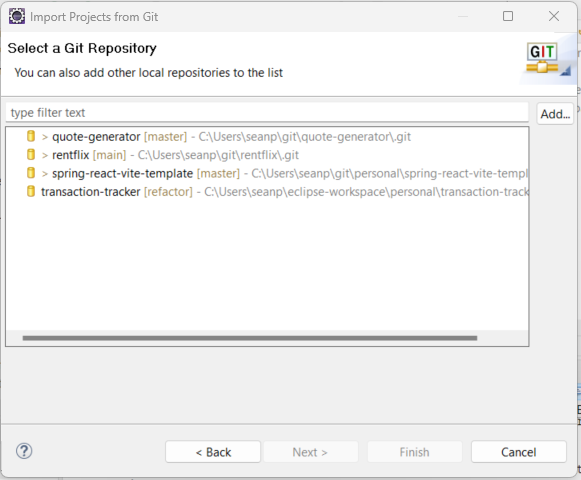 Import Projects from Git
Select a Git Repository
You can also add other local repositories to the list
GIT
type filter text
Add...
> quote-generator [master] - C:\Users\seanp\git\quote-generator\.git
> rentflix [main] - C:\Users\seanp\git\rentflix\.git
> spring-react-vite-template [master] - C:\Users\seanp\git\personal\spring-react-vite-templ
transaction-tracker [refactor] - C:\Users\seanp\eclipse-workspace\personal\transaction-track
?
< Back
Next >
Finish
Cancel